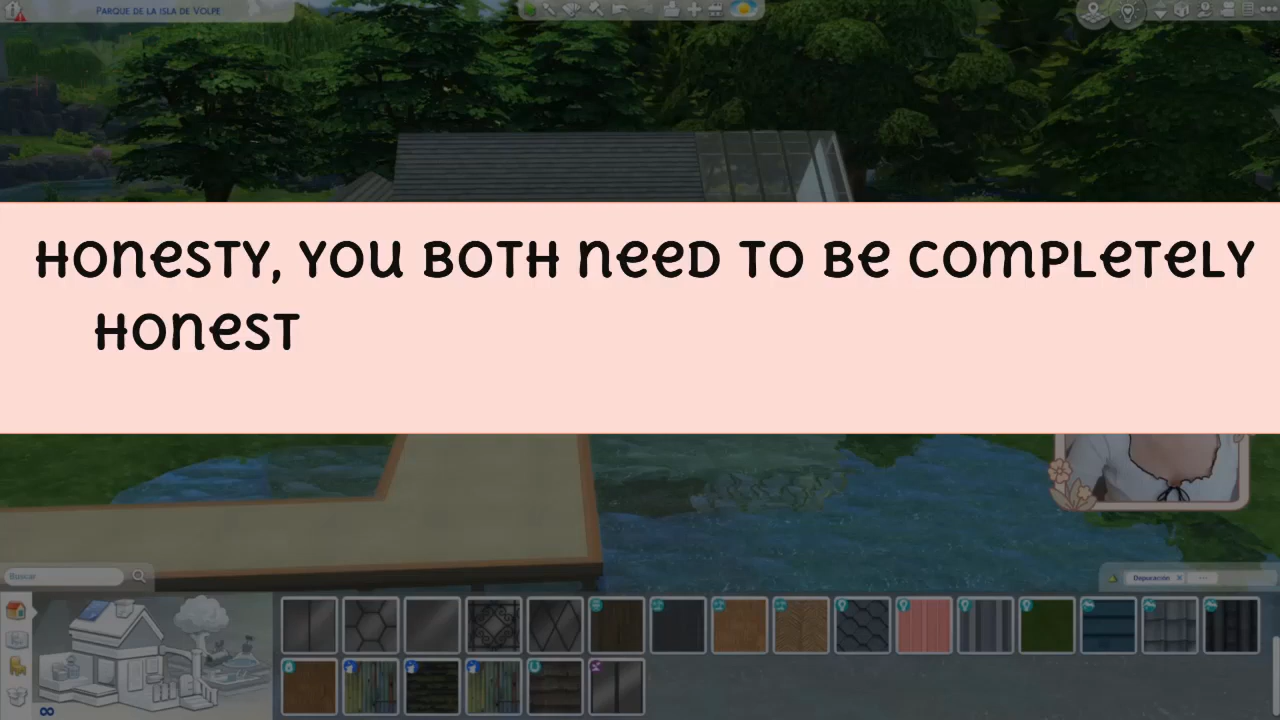 PARQUE DE LA ISLA DE VOLPE
HONESTY, YOU BOTH NEED TO BE COMPLETELY
HONEST
Buscar
Depuración